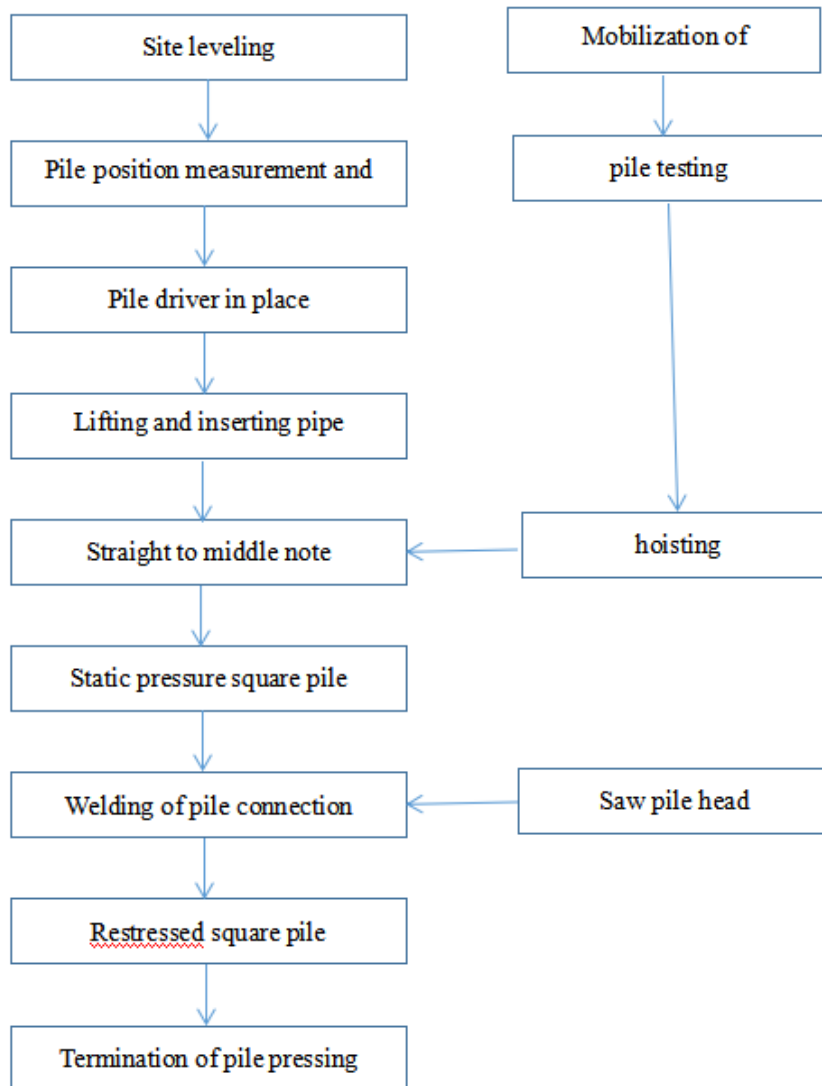 Site leveling
Mobilization of
Pile position measurement and
pile testing
Pile driver in place
Lifting and inserting pipe
Straight to middle note
hoisting
Static pressure square pile
Welding of pile connection
Saw pile head
Restressed square pile
Termination of pile pressing